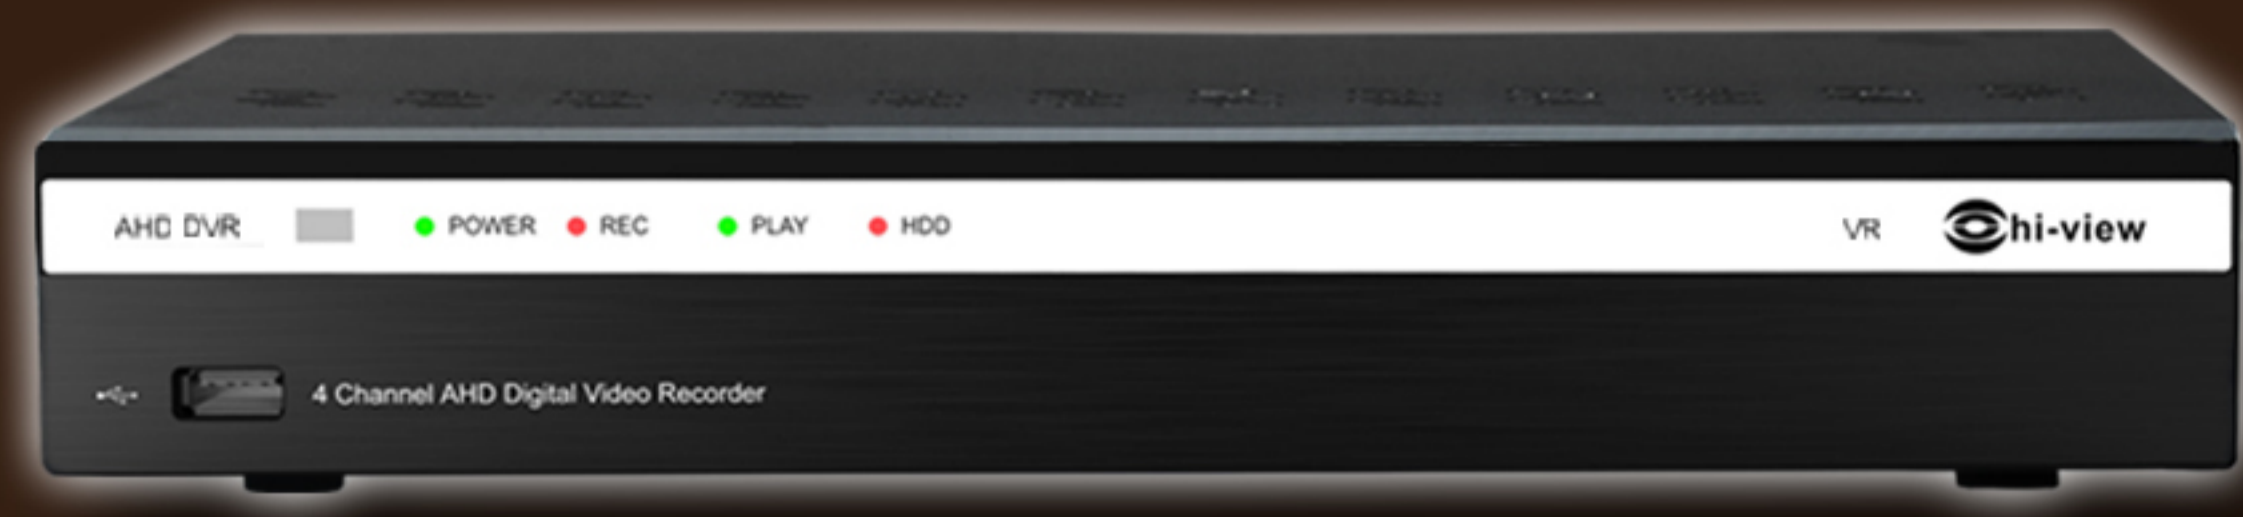 AHD DVR POWER REC PLAY HDD VR hi-view
4 Channel AHD Digital Video Recorder